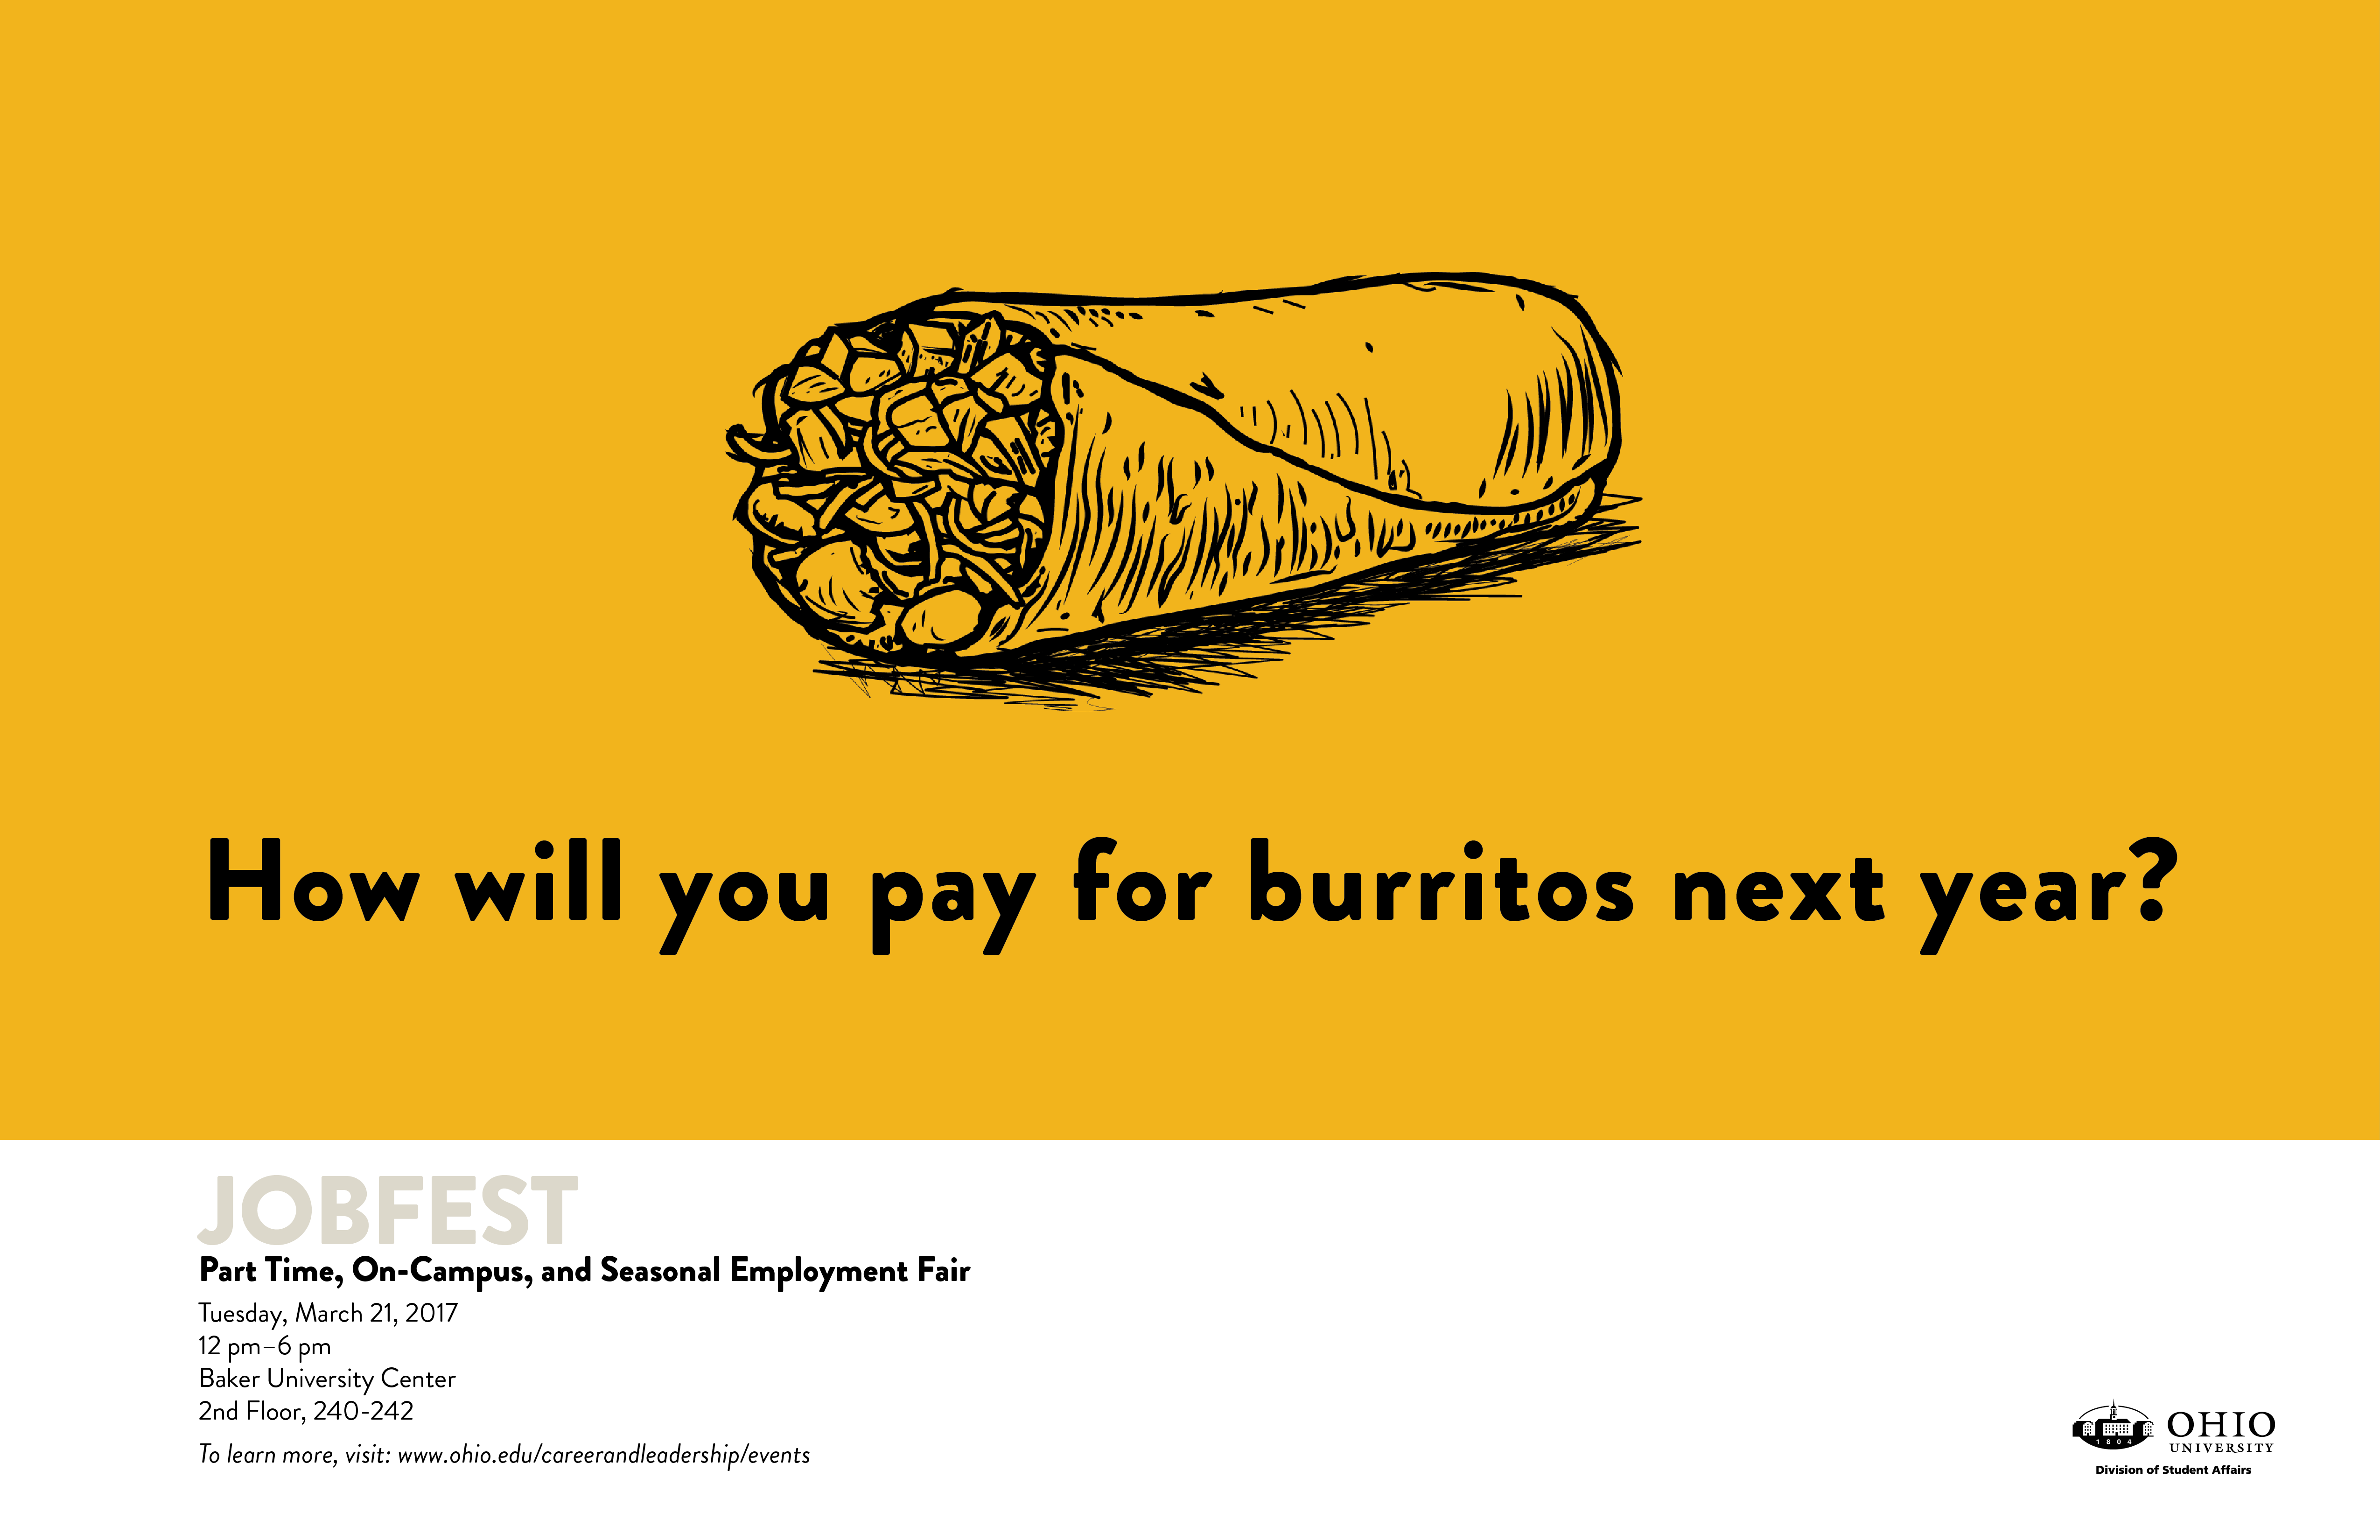 How will you pay for burritos next year?
JOBFEST
Part Time, On-Campus, and Seasonal Employment Fair
Tuesday, March 21, 2017
12 pm–6 pm
Baker University Center
2nd Floor, 240-242
To learn more, visit: www.ohio.edu/careerandleadership/events
1804
OHIO
UNIVERSITY
Division of Student Affairs